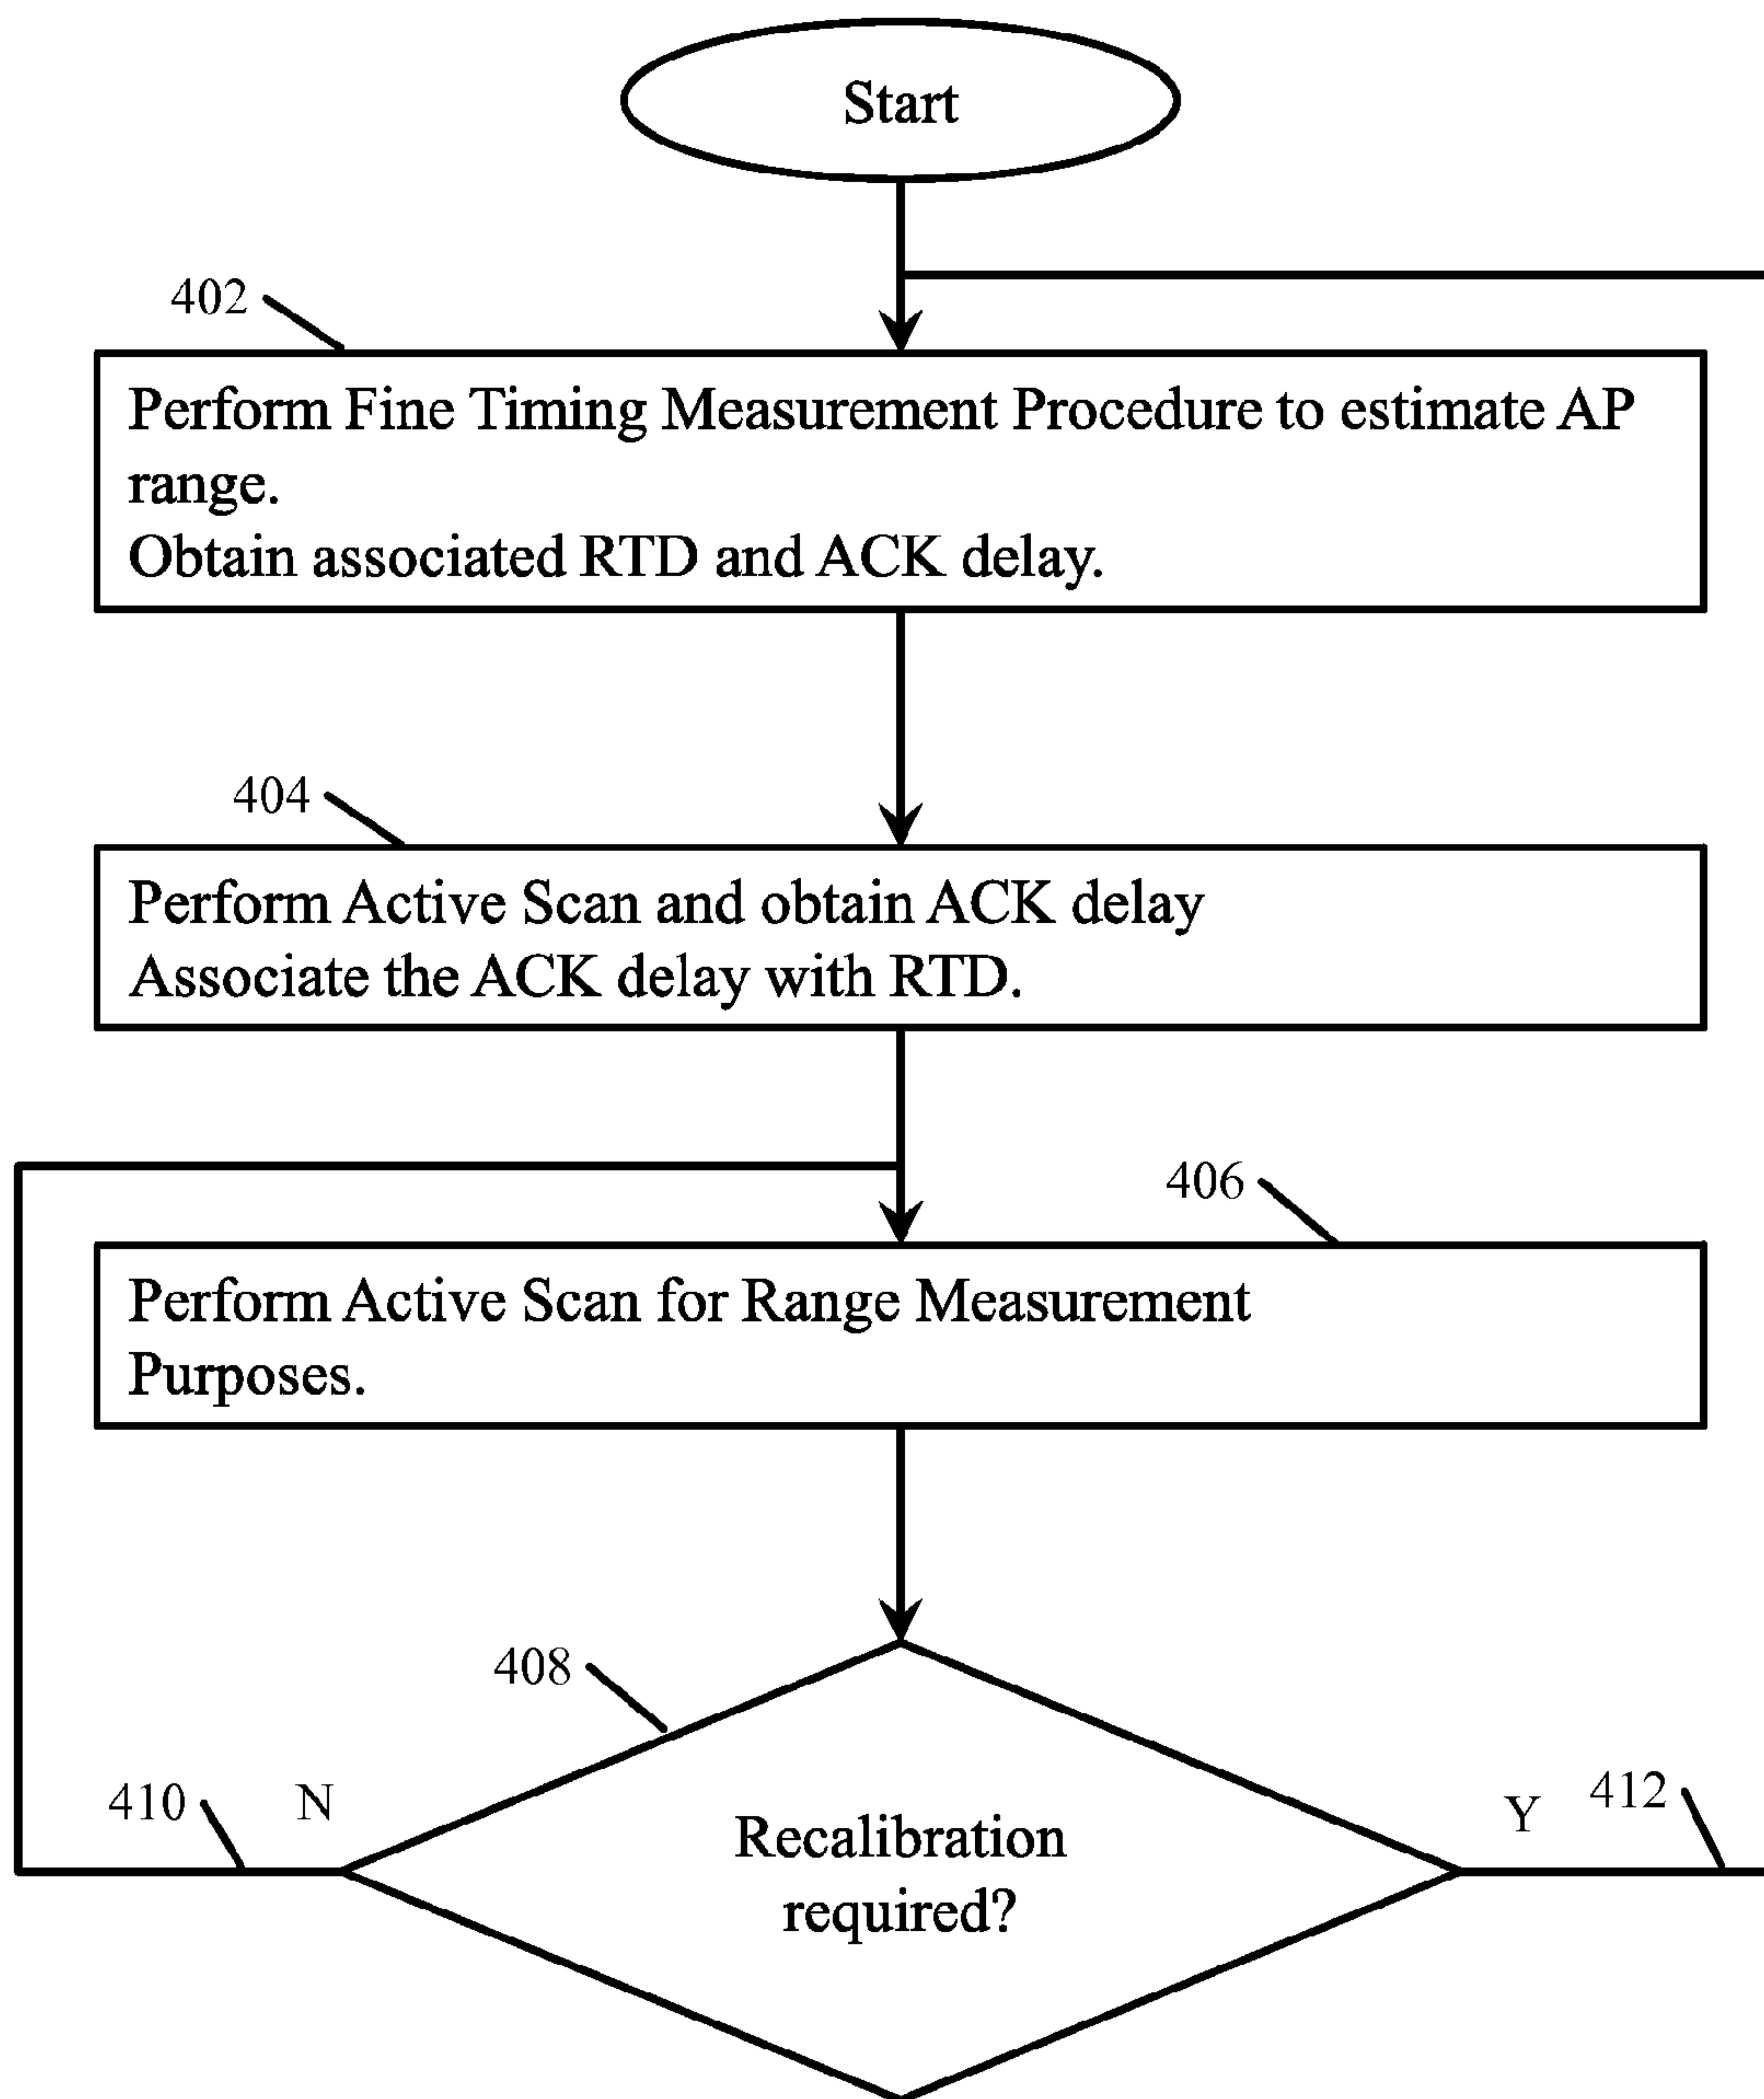 Start
402
Perform Fine Timing Measurement Procedure to estimate AP
range.
Obtain associated RTD and ACK delay.
404
Perform Active Scan and obtain ACK delay
Associate the ACK delay with RTD.
406
Perform Active Scan for Range Measurement
Purposes.
408
410 N
Y 412
Recalibration
required?